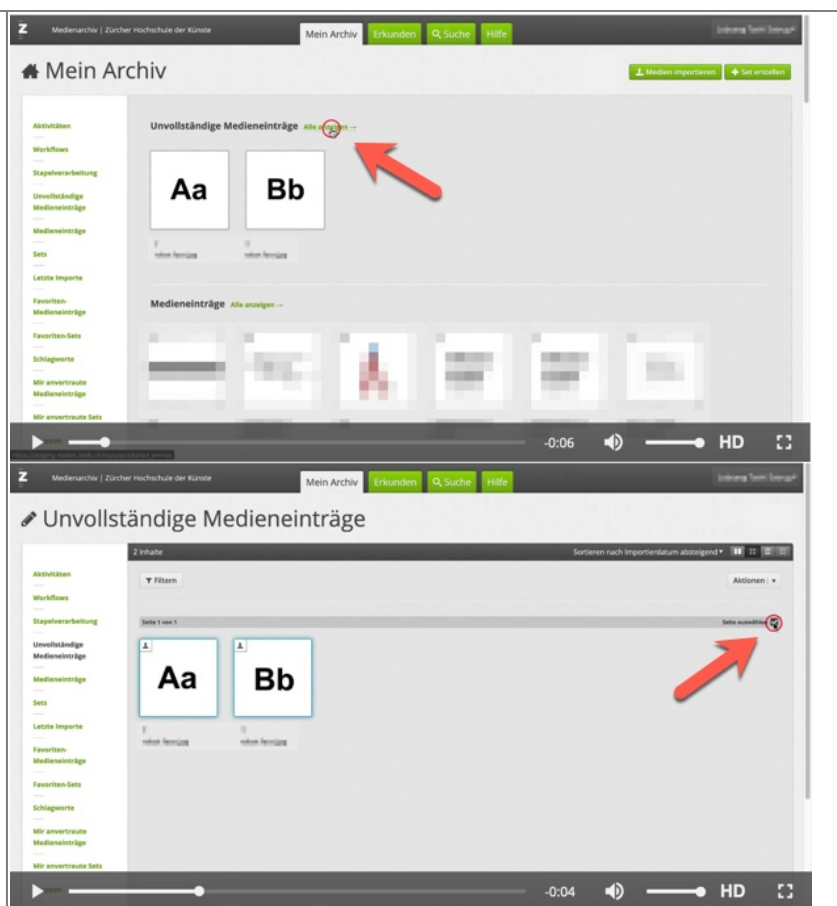 Z Medienarchiv | Zürcher Hochschule der Künste Mein Archiv Erkunden Suche Hilfe
Mein Archiv Medien importieren Set erstellen
Unvollständige Medieneinträge Alle anzeigen →
Aktivitäten
Workflows
Stapelverarbeitung
Unvollständige
Medieneinträge
Medieneinträge
Sets
Letzte Importe
Favoriten-
Medieneinträge
Favoriten-Sets
Schlagworte
Mir anvertraute
Medieneinträge
Mir anvertraute Sets
Aa Bb
Medieneinträge Alle anzeigen →
-0:06 HD
Z Medienarchiv | Zürcher Hochschule der Künste Mein Archiv Erkunden Suche Hilfe
Unvollständige Medieneinträge
2 Inhalte Sortieren nach Importierdatum absteigend
Filtern Aktionen
Seite 1 von 1 Seite auswählen
Aktivitäten
Workflows
Stapelverarbeitung
Unvollständige
Medieneinträge
Medieneinträge
Sets
Letzte Importe
Favoriten-
Medieneinträge
Favoriten-Sets
Schlagworte
Mir anvertraute
Medieneinträge
Mir anvertraute Sets
Aa Bb
-0:04 HD